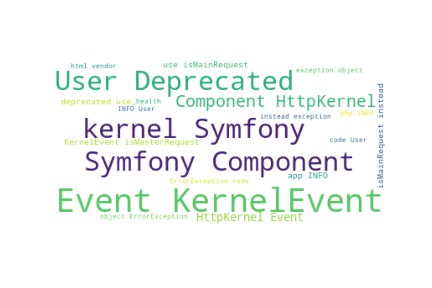 html vendor
use isMainRequest
exception object
User Deprecated
deprecated use
health
Component HttpKernel
INFO User
instead exception
php INFO
kernel Symfony
isMainRequest instead
KernelEvent isMasterRequest
code User
Symfony Component
app INFO
ErrorException code
Event KernelEvent
object ErrorException
HttpKernel Event